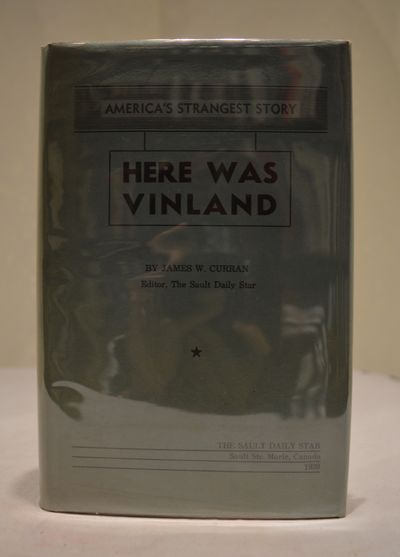 AMERICA'S STRANGEST STORY
HERE WAS
VINLAND
BY JAMES W. CURRAN
Editor, The Sault Daily Star
THE SAULT DAILY STAR
Sault Ste. Marie, Canada
1939